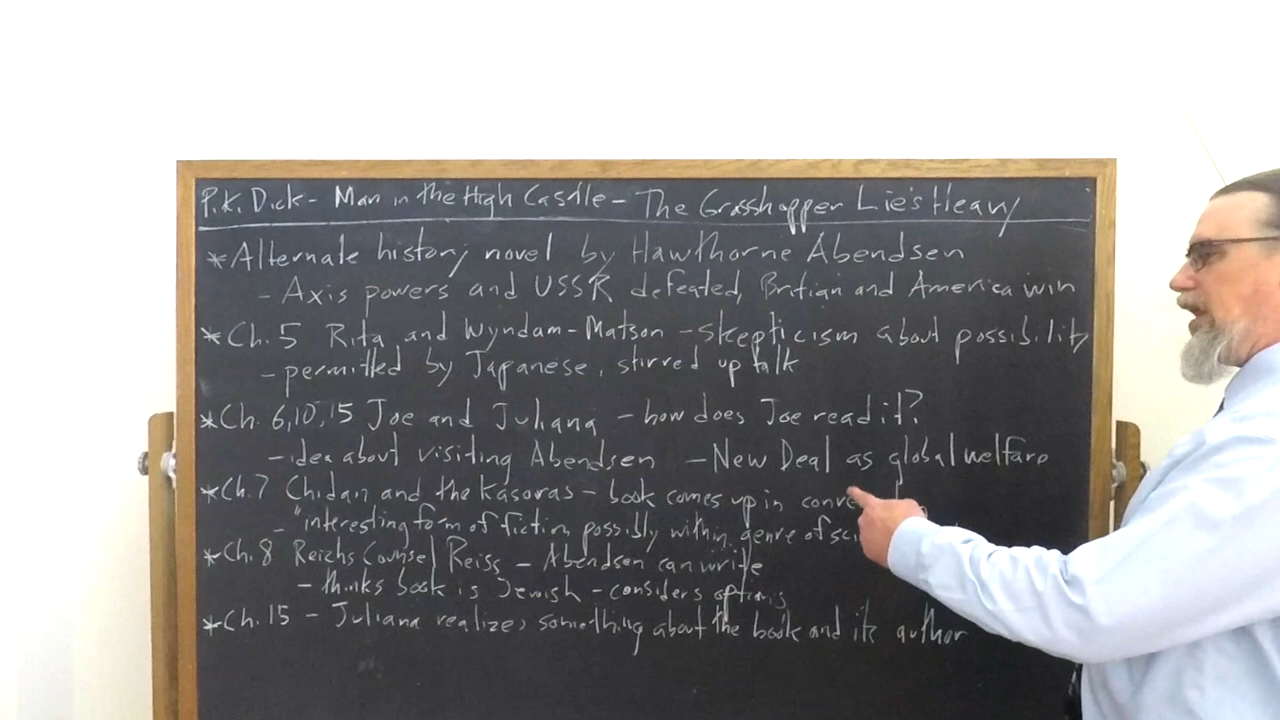 P.K. Dick - Man in the High Castle - The Grasshopper Lie's Heavy
* Alternate history novel by Hawthorne Abendsen
- Axis powers and USSR defeated, Britian and America win
* Ch. 5 Rita and Wyndam-Matson - skepticism about possibility
- permitted by Japanese, stirred up talk
* Ch. 6, 10, 15 Joe and Juliana - how does Joe read it?
- idea about visiting Abendsen - New Deal as global welfare
* Ch. 7 Chidan and the Kasoras - book comes up in
- "interesting form of fiction possibly within genre of
* Ch. 8 Reichs Counsel Reiss - Abendsen can write
- thinks book is Jewish - considers options
* Ch. 15 - Juliana realizes something about the book and its author